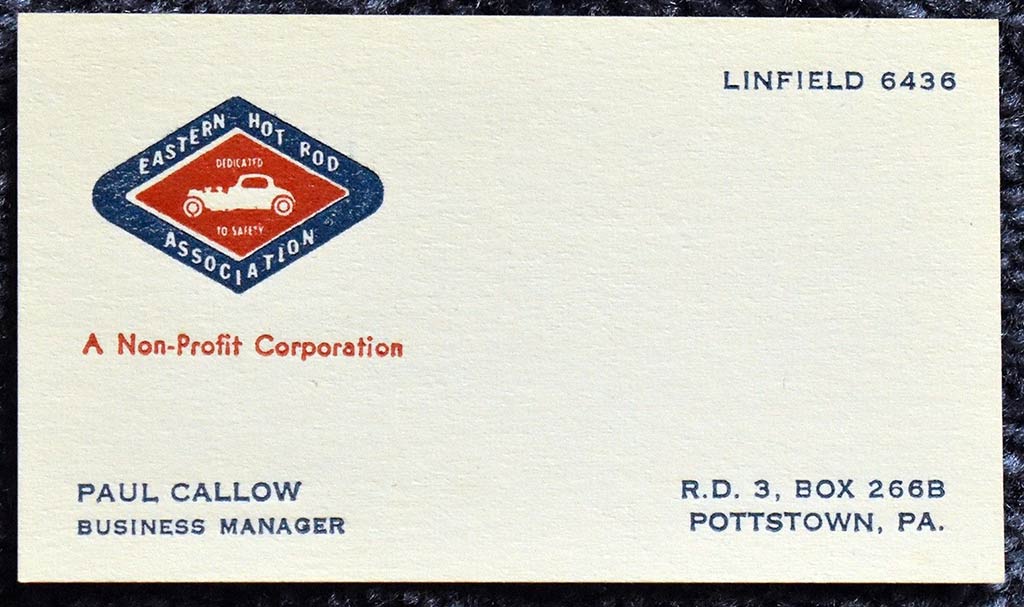 LINFIELD 6436
EASTERN HOT ROD
DEDICATED
TO SAFETY
ASSOCIATION
A Non-Profit Corporation
PAUL CALLOW
BUSINESS MANAGER
R.D. 3, BOX 266B
POTTSTOWN, PA.